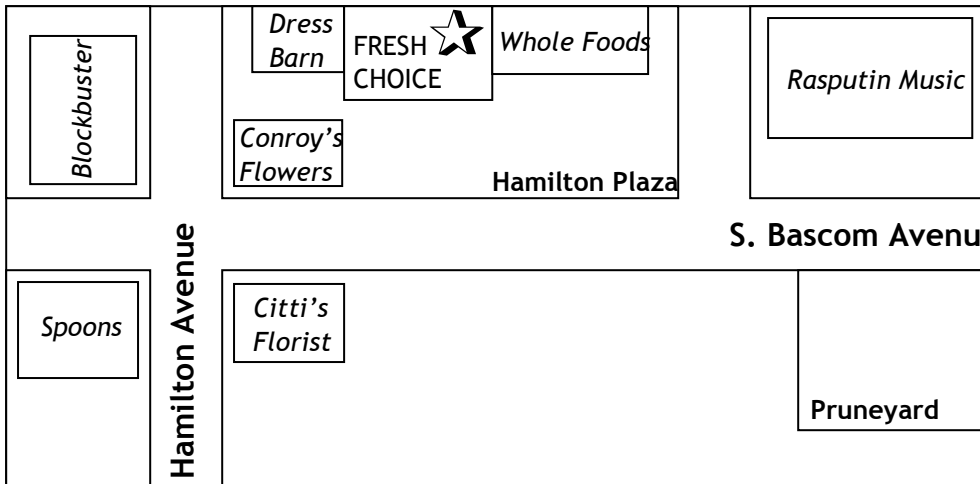 Dress
Barn
FRESH
CHOICE
Whole Foods
Rasputin Music
Blockbuster
Conroy's
Flowers
Hamilton Plaza
S. Bascom Avenu
Hamilton Avenue
Spoons
Citti's
Florist
Pruneyard